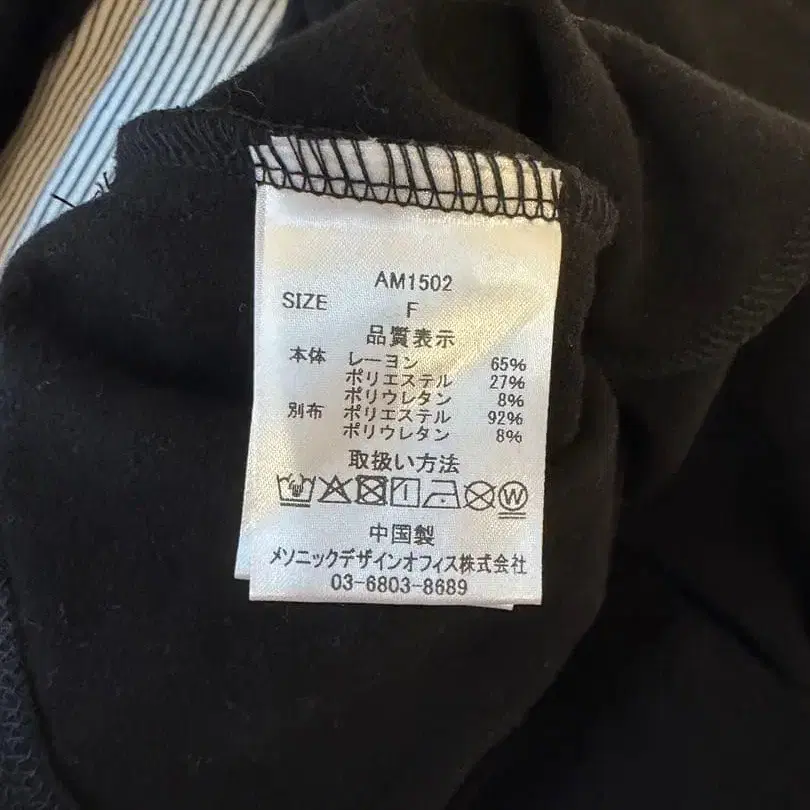 AM1502
SIZE F
品質表示
本体 レーヨン 65%
ポリエステル 27%
ポリウレタン 8%
別布 ポリエステル 92%
ポリウレタン 8%
取扱い方法
W
中国製
メソニックデザインオフィス株式会社
03-6803-8689